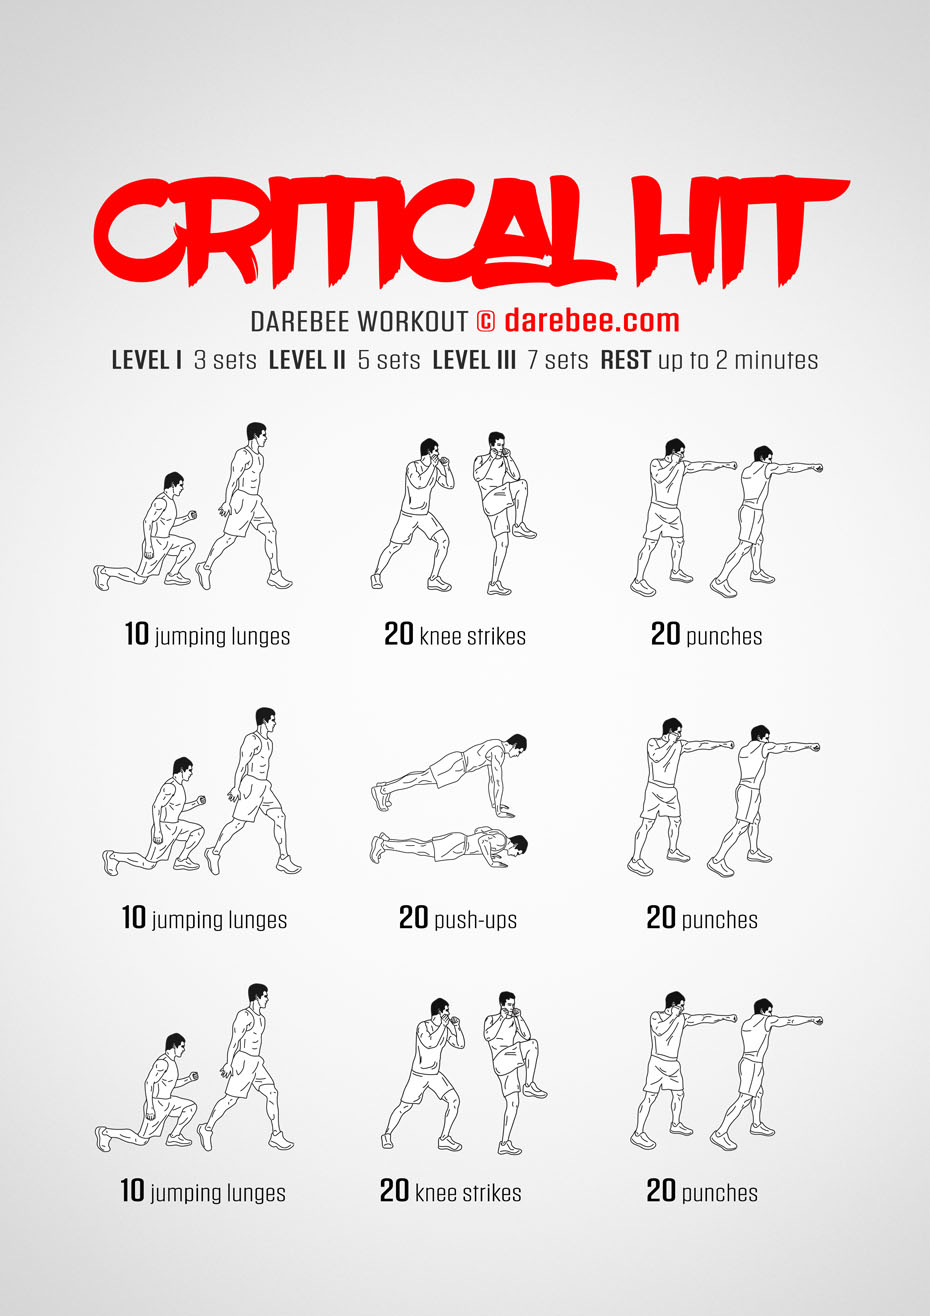 CRITICAL HIT
DAREBEE WORKOUT © darebee.com
LEVEL I 3 sets LEVEL II 5 sets LEVEL III 7 sets REST up to 2 minutes
10 jumping lunges
20 knee strikes
20 punches
10 jumping lunges
20 push-ups
20 punches
10 jumping lunges
20 knee strikes
20 punches